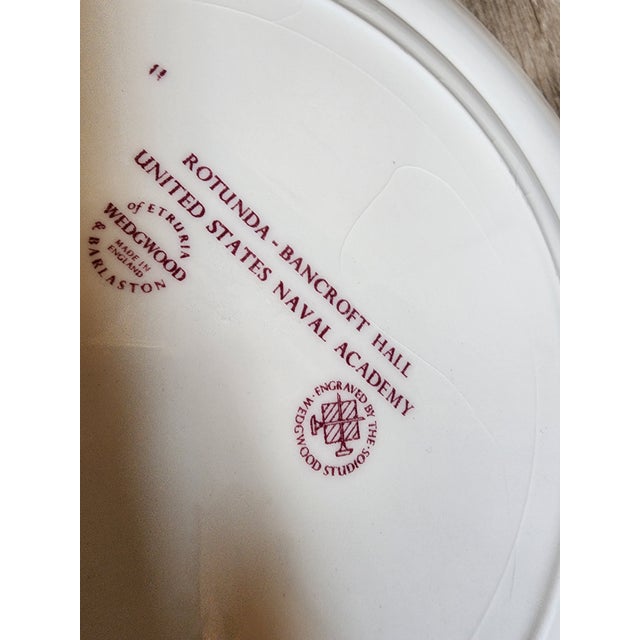 11
ROTUNDA - BANCROFT HALL
UNITED STATES NAVAL ACADEMY
of ETRURIA
WEDGWOOD
MADE IN
ENGLAND
& BARLASTON
· ENGRAVED BY THE ·
WEDGWOOD STUDIOS